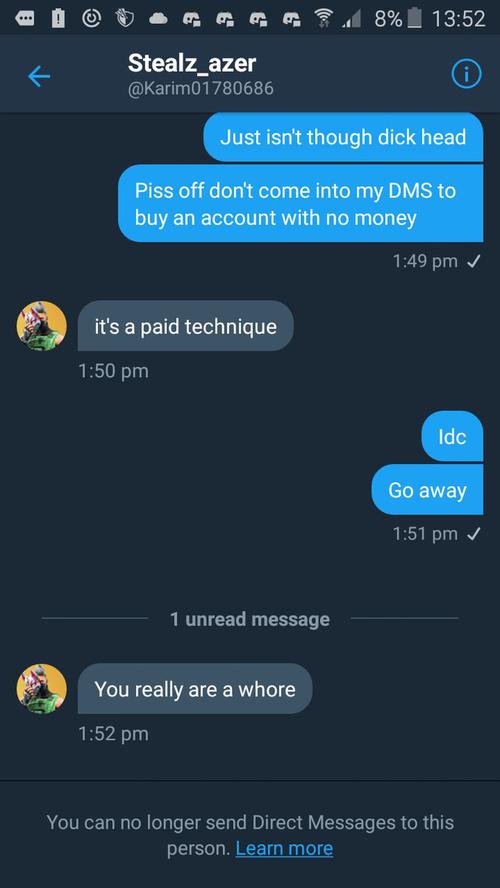 8% 13:52
Stealz_azer
@Karim01780686
Just isn't though dick head
Piss off don't come into my DMS to
buy an account with no money
1:49 pm
it's a paid technique
1:50 pm
Idc
Go away
1:51 pm
1 unread message
You really are a whore
1:52 pm
You can no longer send Direct Messages to this
person. Learn more